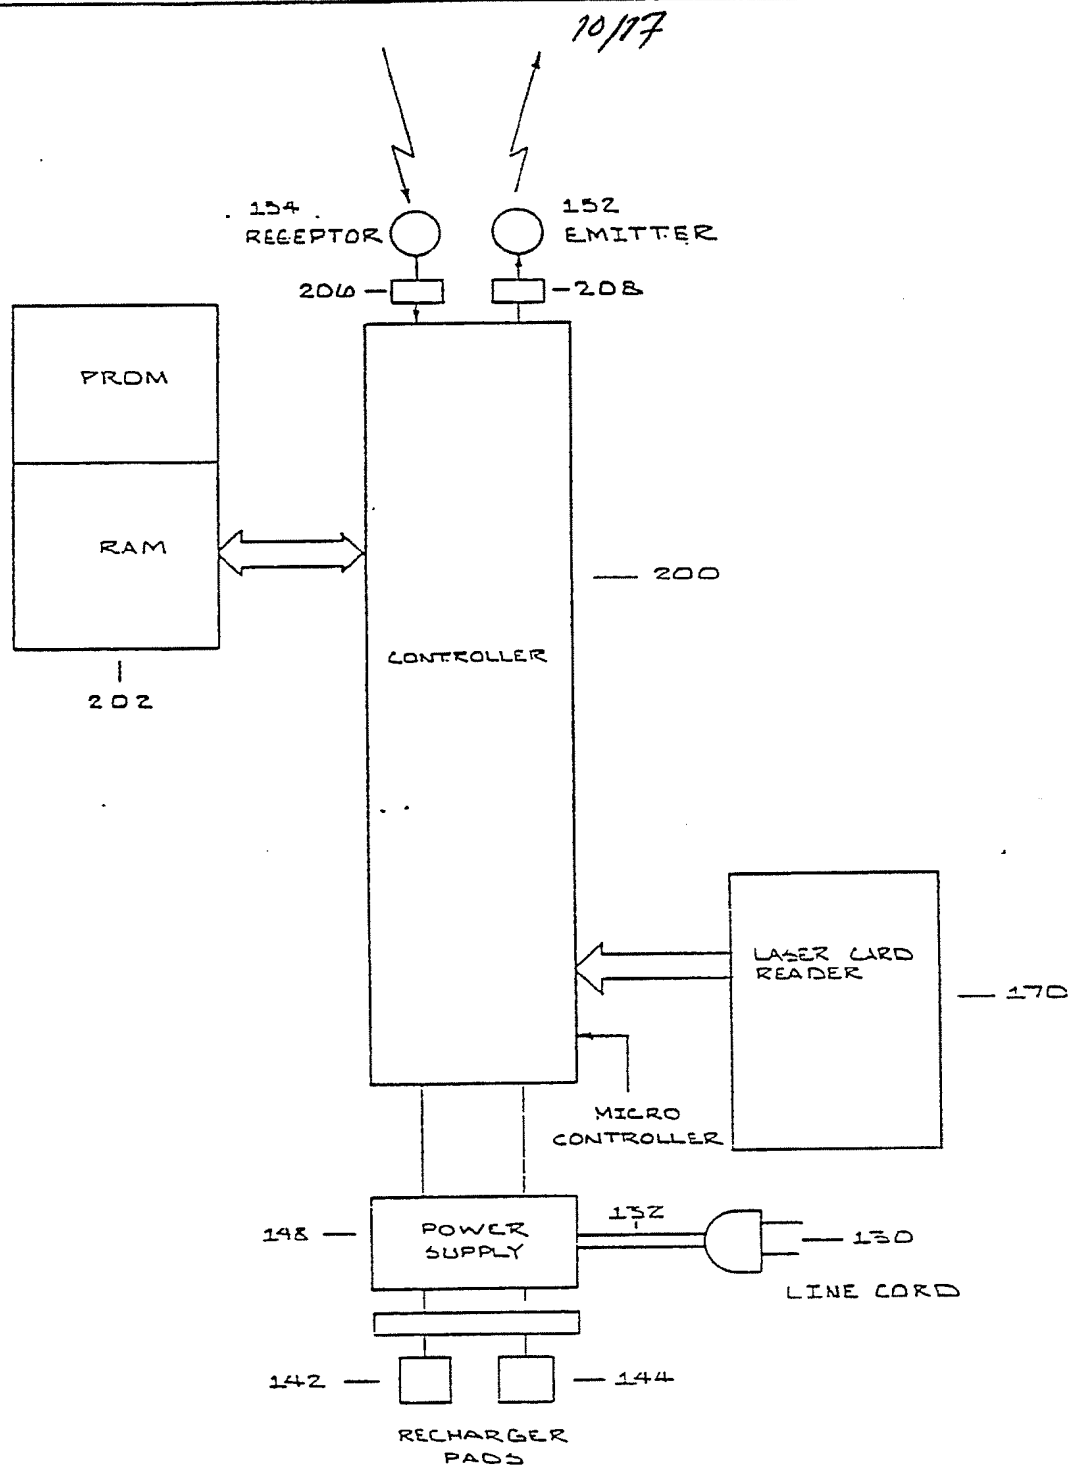 10/17
154
RECEPTOR
152
EMITTER
206
208
PROM
RAM
200
CONTROLLER
202
LASER CARD
READER
170
MICRO
CONTROLLER
148
POWER
SUPPLY
132
130
LINE CORD
142
144
RECHARGER
PADS